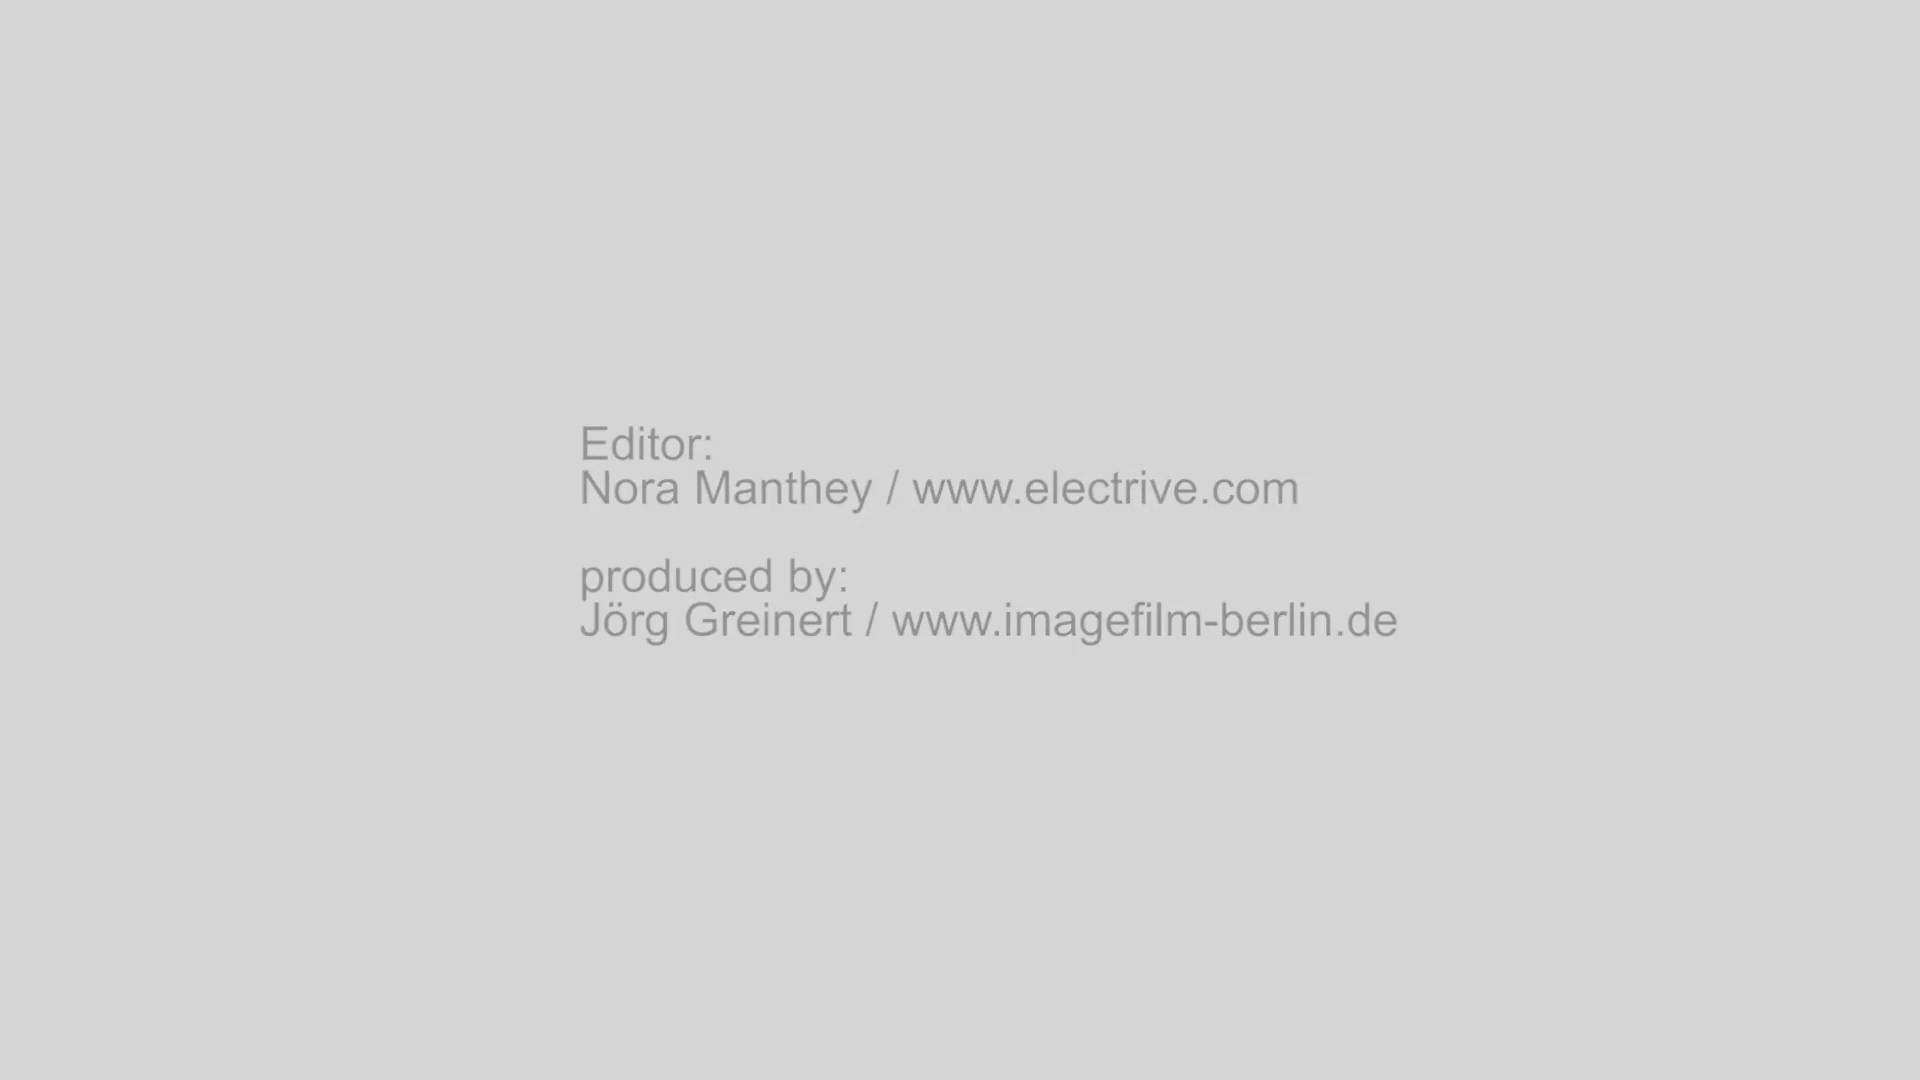 Editor:
Nora Manthey / www.electrive.com
produced by:
Jörg Greinert / www.imagefilm-berlin.de